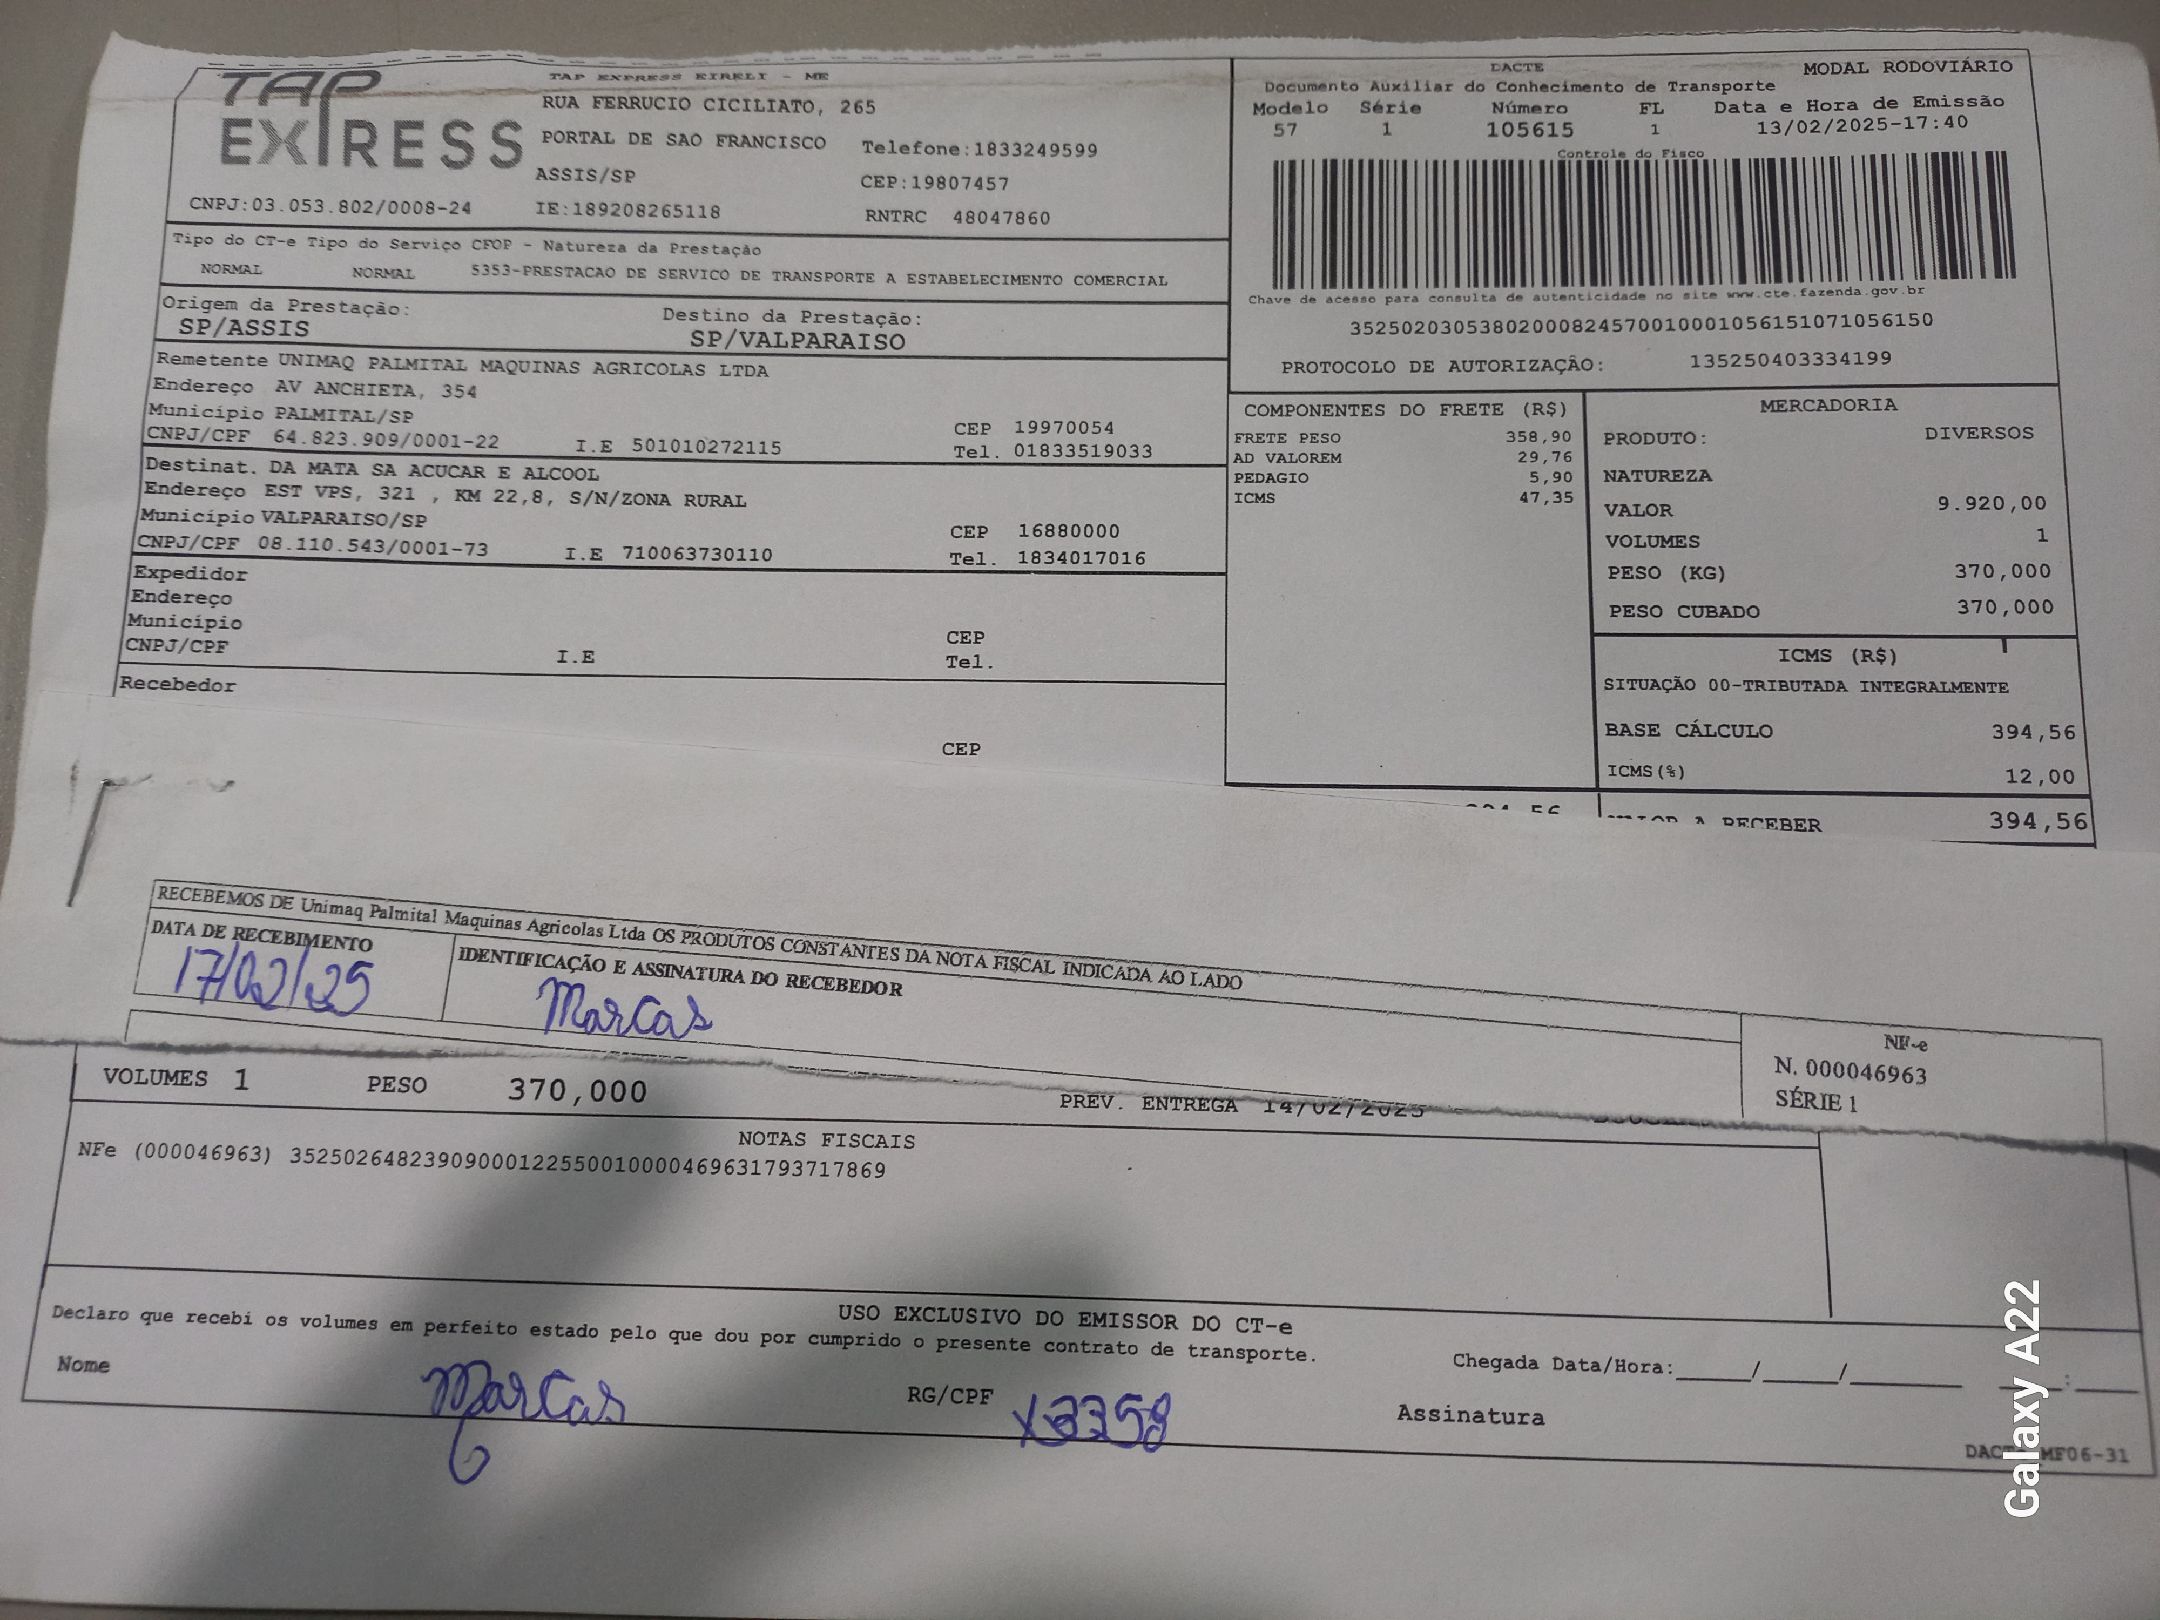 TAP EXPRESS
TAP EXPRESS EIRELI - ME
RUA FERRUCIO CICILIATO, 265
PORTAL DE SAO FRANCISCO Telefone:1833249599
ASSIS/SP CEP:19807457
CNPJ:03.053.802/0008-24 IE:189208265118 RNTRC 48047860
DACTE MODAL RODOVIÁRIO
Documento Auxiliar do Conhecimento de Transporte
Modelo Série Número FL Data e Hora de Emissão
57 1 105615 1 13/02/2025-17:40
Controle do Fisco
Chave de acesso para consulta de autenticidade no site www.cte.fazenda.gov.br
35250203053802000824570010001056151071056150
PROTOCOLO DE AUTORIZAÇÃO: 135250403334199
Tipo do CT-e Tipo do Serviço CFOP - Natureza da Prestação
NORMAL NORMAL 5353-PRESTACAO DE SERVICO DE TRANSPORTE A ESTABELECIMENTO COMERCIAL
Origem da Prestação: Destino da Prestação:
SP/ASSIS SP/VALPARAISO
Remetente UNIMAQ PALMITAL MAQUINAS AGRICOLAS LTDA
Endereço AV ANCHIETA, 354
Município PALMITAL/SP CEP 19970054
CNPJ/CPF 64.823.909/0001-22 I.E 501010272115 Tel. 01833519033
Destinat. DA MATA SA ACUCAR E ALCOOL
Endereço EST VPS, 321 , KM 22,8, S/N/ZONA RURAL
Município VALPARAISO/SP CEP 16880000
CNPJ/CPF 08.110.543/0001-73 I.E 710063730110 Tel. 1834017016
Expedidor
Endereço
Município CEP
CNPJ/CPF I.E Tel.
Recebedor
CEP
COMPONENTES DO FRETE (R$)
FRETE PESO 358,90
AD VALOREM 29,76
PEDAGIO 5,90
ICMS 47,35
MERCADORIA
PRODUTO: DIVERSOS
NATUREZA
VALOR 9.920,00
VOLUMES 1
PESO (KG) 370,000
PESO CUBADO 370,000
ICMS (R$)
SITUAÇÃO 00-TRIBUTADA INTEGRALMENTE
BASE CÁLCULO 394,56
ICMS(%) 12,00
A RECEBER 394,56
RECEBEMOS DE Unimaq Palmital Maquinas Agricolas Ltda OS PRODUTOS CONSTANTES DA NOTA FISCAL INDICADA AO LADO
DATA DE RECEBIMENTO IDENTIFICAÇÃO E ASSINATURA DO RECEBEDOR
17/02/25 Marcas
NF-e
N. 000046963
SÉRIE 1
VOLUMES 1 PESO 370,000 PREV. ENTREGA 14/02/2025
NOTAS FISCAIS
NFe (000046963) 35250264823909000122550010000469631793717869
USO EXCLUSIVO DO EMISSOR DO CT-e
Declaro que recebi os volumes em perfeito estado pelo que dou por cumprido o presente contrato de transporte.
Chegada Data/Hora:_____/_____/_______ ___:____
Nome Marcas RG/CPF Assinatura
MF06-31
Galaxy A22